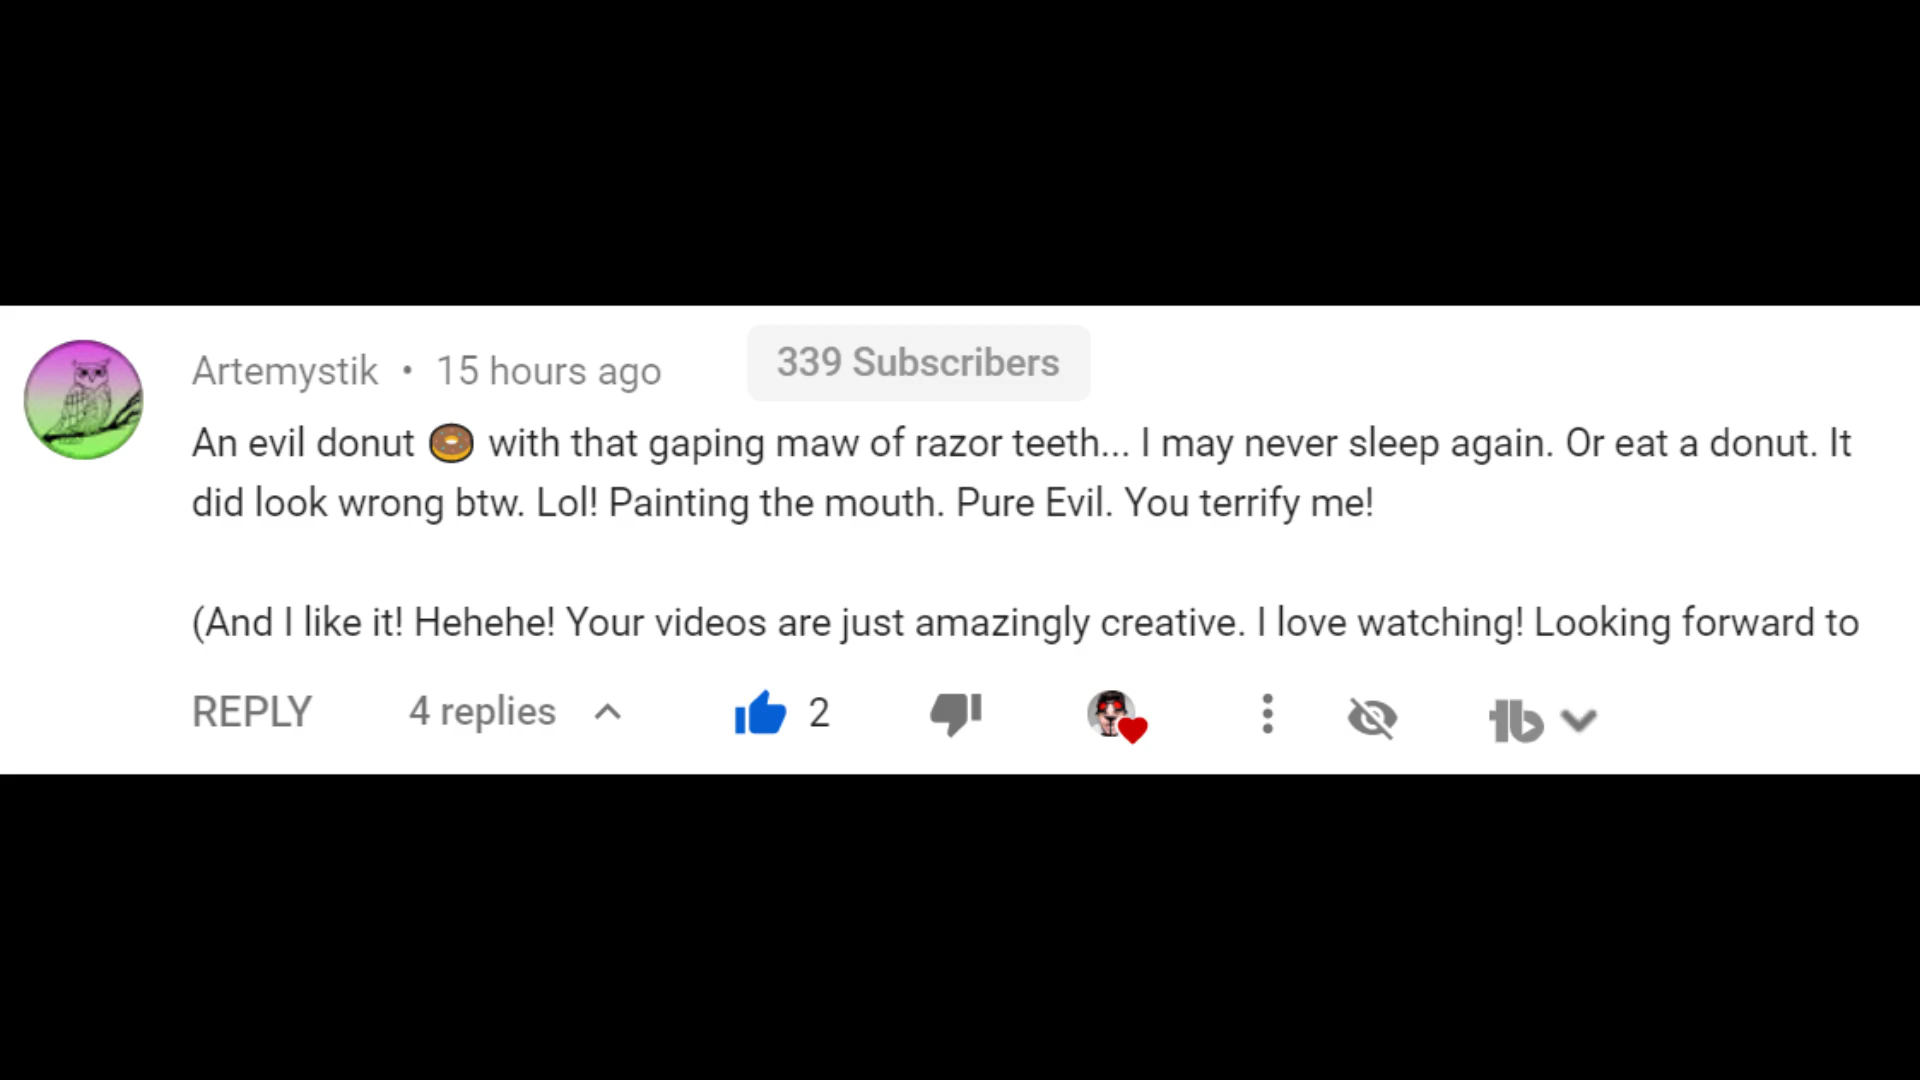 Artemystik • 15 hours ago 339 Subscribers
An evil donut 🍩 with that gaping maw of razor teeth... I may never sleep again. Or eat a donut. It
did look wrong btw. Lol! Painting the mouth. Pure Evil. You terrify me!
(And I like it! Hehehe! Your videos are just amazingly creative. I love watching! Looking forward to
REPLY 4 replies 2 tb